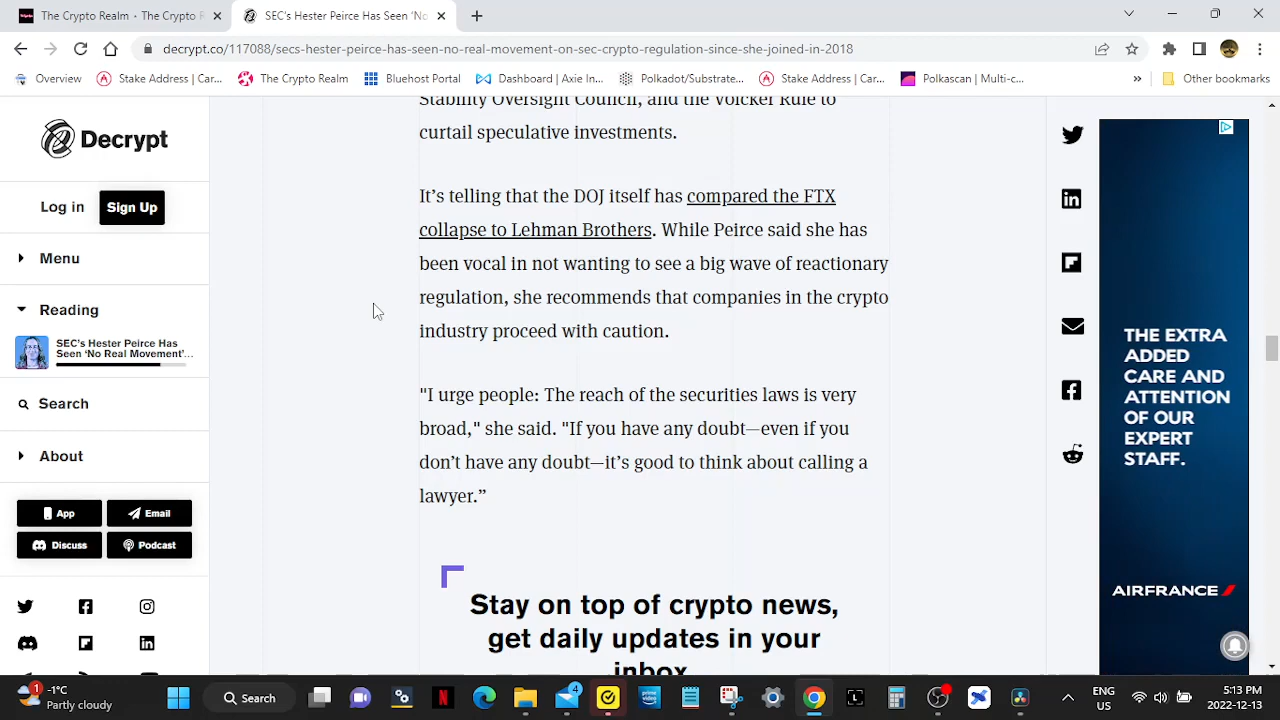 The Crypto Realm - The Crypto R
SEC's Hester Peirce Has Seen 'No
decrypt.co/117088/secs-hester-peirce-has-seen-no-real-movement-on-sec-crypto-regulation-since-she-joined-in-2018
Overview
Stake Address | Car...
The Crypto Realm
Bluehost Portal
Dashboard | Axie In...
Polkadot/Substrate...
Stake Address | Car...
Polkascan | Multi-c...
»
Other bookmarks
Decrypt
Log in
Sign Up
Menu
Reading
SEC's Hester Peirce Has
Seen 'No Real Movement'...
Search
About
App
Email
Discuss
Podcast
Stability Oversight Council, and the Volcker Rule to
curtail speculative investments.
It's telling that the DOJ itself has compared the FTX
collapse to Lehman Brothers. While Peirce said she has
been vocal in not wanting to see a big wave of reactionary
regulation, she recommends that companies in the crypto
industry proceed with caution.
"I urge people: The reach of the securities laws is very
broad," she said. "If you have any doubt—even if you
don't have any doubt—it's good to think about calling a
lawyer.”
Stay on top of crypto news,
get daily updates in your
inbox.
THE EXTRA
ADDED
CARE AND
ATTENTION
OF OUR
EXPERT
STAFF.
AIRFRANCE
1
-1°C
Partly cloudy
Search
4
ENG
US
5:13 PM
2022-12-13